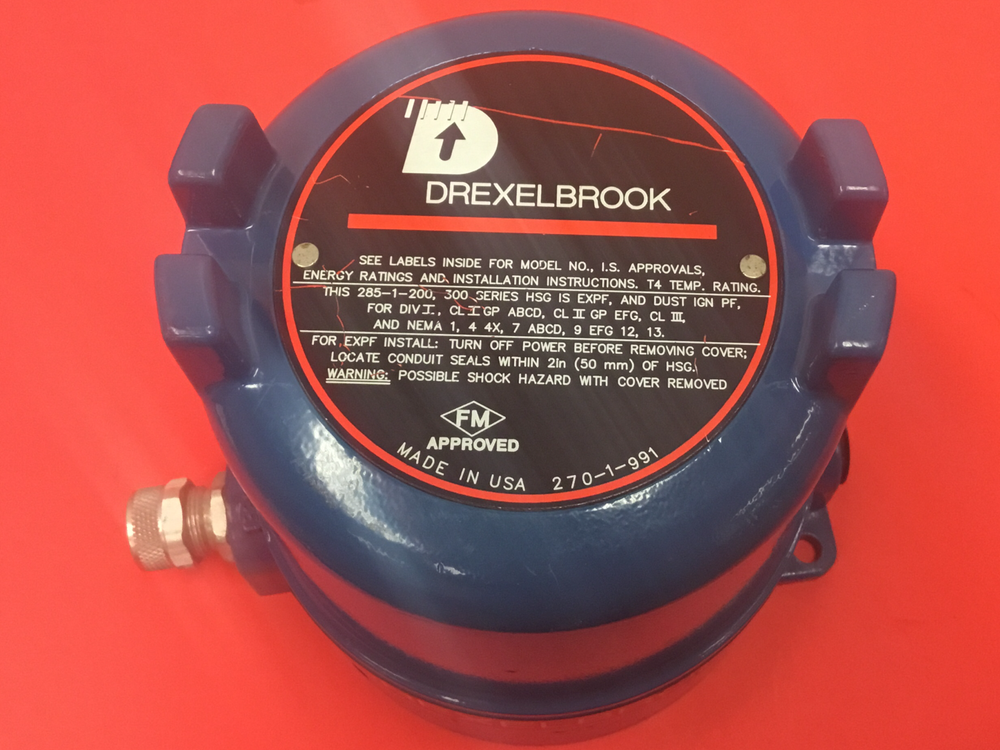 DREXELBROOK
SEE LABELS INSIDE FOR MODEL NO., I.S. APPROVALS,
ENERGY RATINGS AND INSTALLATION INSTRUCTIONS. T4 TEMP. RATING.
THIS 285-1-200, 300 SERIES HSG IS EXPF, AND DUST IGN PF,
FOR DIV I, CL I GP ABCD, CL II GP EFG, CL III,
AND NEMA 1, 4 4X, 7 ABCD, 9 EFG 12, 13.
FOR EXPF INSTALL: TURN OFF POWER BEFORE REMOVING COVER;
LOCATE CONDUIT SEALS WITHIN 2in (50 mm) OF HSG.
WARNING: POSSIBLE SHOCK HAZARD WITH COVER REMOVED
FM
APPROVED
MADE IN USA 270-1-991